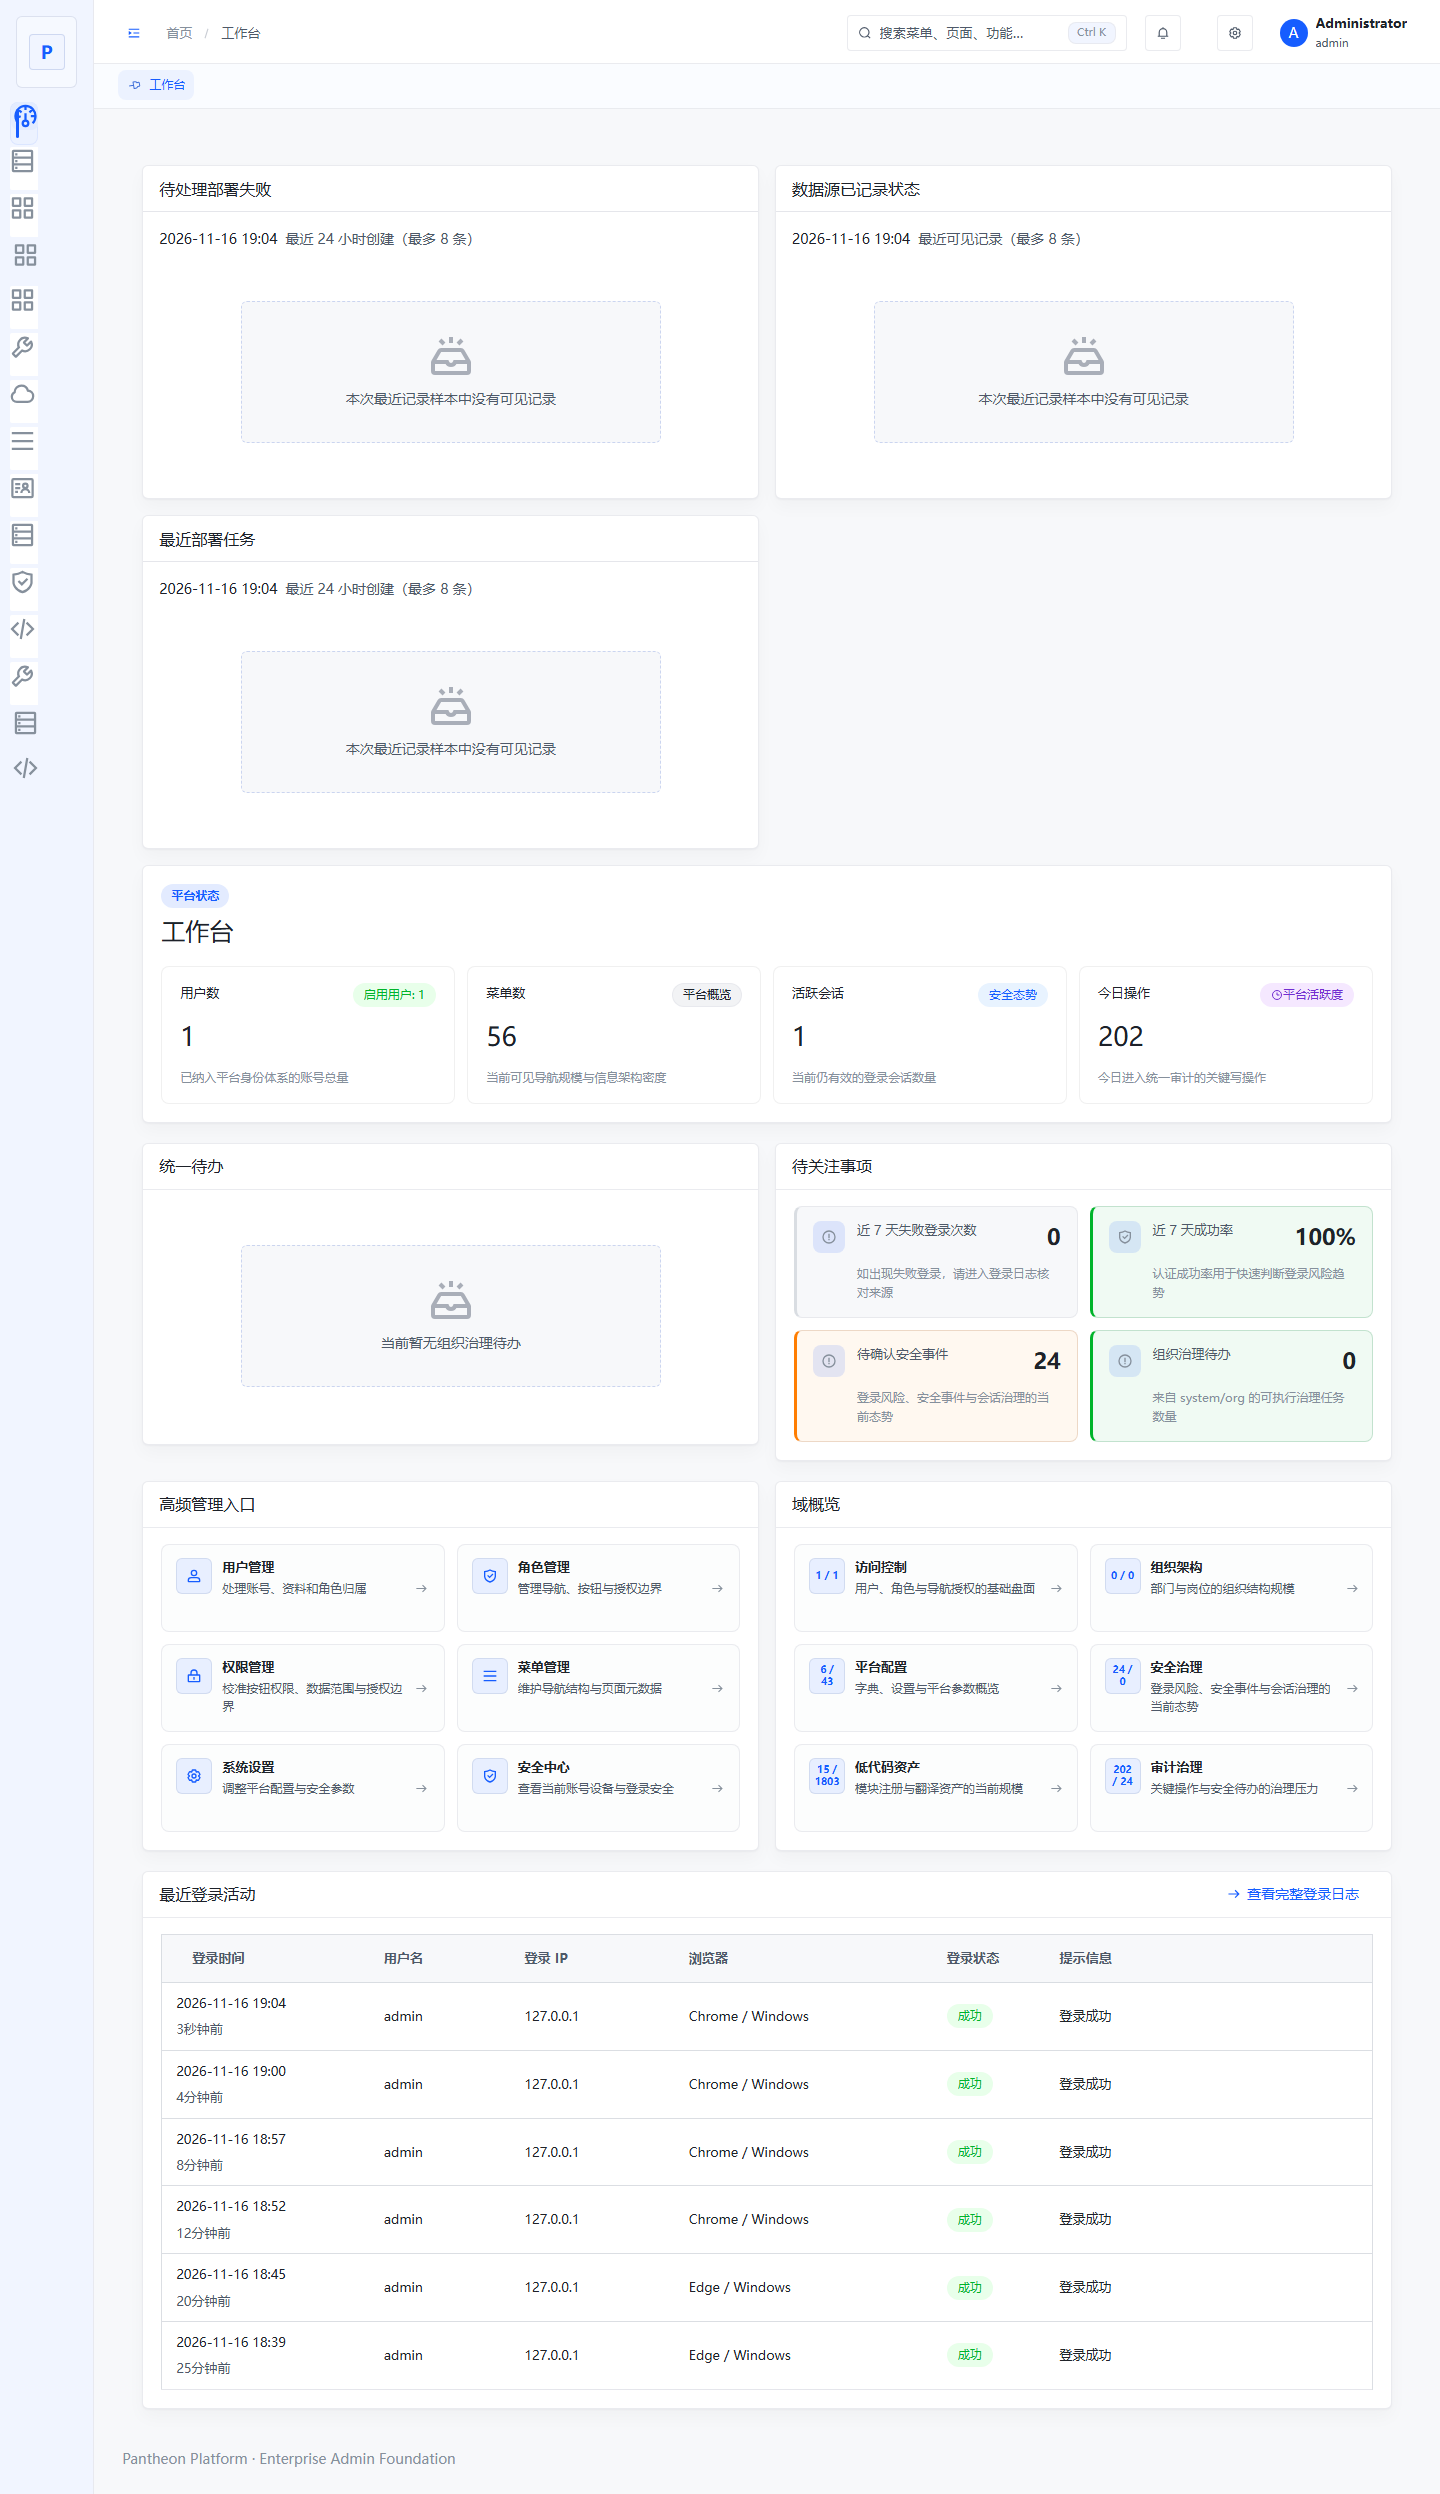 P
首页 / 工作台
搜索菜单、页面、功能... Ctrl K
A
Administrator
admin
工作台
待处理部署失败
2026-11-16 19:04 最近 24 小时创建（最多 8 条）
本次最近记录样本中没有可见记录
数据源已记录状态
2026-11-16 19:04 最近可见记录（最多 8 条）
本次最近记录样本中没有可见记录
最近部署任务
2026-11-16 19:04 最近 24 小时创建（最多 8 条）
本次最近记录样本中没有可见记录
平台状态
工作台
用户数 启用用户: 1
1
已纳入平台身份体系的账号总量
菜单数 平台概览
56
当前可见导航规模与信息架构密度
活跃会话 安全态势
1
当前仍有效的登录会话数量
今日操作 平台活跃度
202
今日进入统一审计的关键写操作
统一待办
当前暂无组织治理待办
待关注事项
近 7 天失败登录次数 0
如出现失败登录，请进入登录日志核
对来源
近 7 天成功率 100%
认证成功率用于快速判断登录风险趋
势
待确认安全事件 24
登录风险、安全事件与会话治理的当
前态势
组织治理待办 0
来自 system/org 的可执行治理任务
数量
高频管理入口
用户管理
处理账号、资料和角色归属
角色管理
管理导航、按钮与授权边界
权限管理
校准按钮权限、数据范围与授权边
界
菜单管理
维护导航结构与页面元数据
系统设置
调整平台配置与安全参数
安全中心
查看当前账号设备与登录安全
域概览
1 / 1
访问控制
用户、角色与导航授权的基础盘面
0 / 0
组织架构
部门与岗位的组织结构规模
6 /
43
平台配置
字典、设置与平台参数概览
24 /
0
安全治理
登录风险、安全事件与会话治理的
当前态势
15 /
1803
低代码资产
模块注册与翻译资产的当前规模
202
/ 24
审计治理
关键操作与安全待办的治理压力
最近登录活动
查看完整登录日志
登录时间 用户名 登录 IP 浏览器 登录状态 提示信息
2026-11-16 19:04
3秒钟前
admin 127.0.0.1 Chrome / Windows 成功 登录成功
2026-11-16 19:00
4分钟前
admin 127.0.0.1 Chrome / Windows 成功 登录成功
2026-11-16 18:57
8分钟前
admin 127.0.0.1 Chrome / Windows 成功 登录成功
2026-11-16 18:52
12分钟前
admin 127.0.0.1 Chrome / Windows 成功 登录成功
2026-11-16 18:45
20分钟前
admin 127.0.0.1 Edge / Windows 成功 登录成功
2026-11-16 18:39
25分钟前
admin 127.0.0.1 Edge / Windows 成功 登录成功
Pantheon Platform · Enterprise Admin Foundation